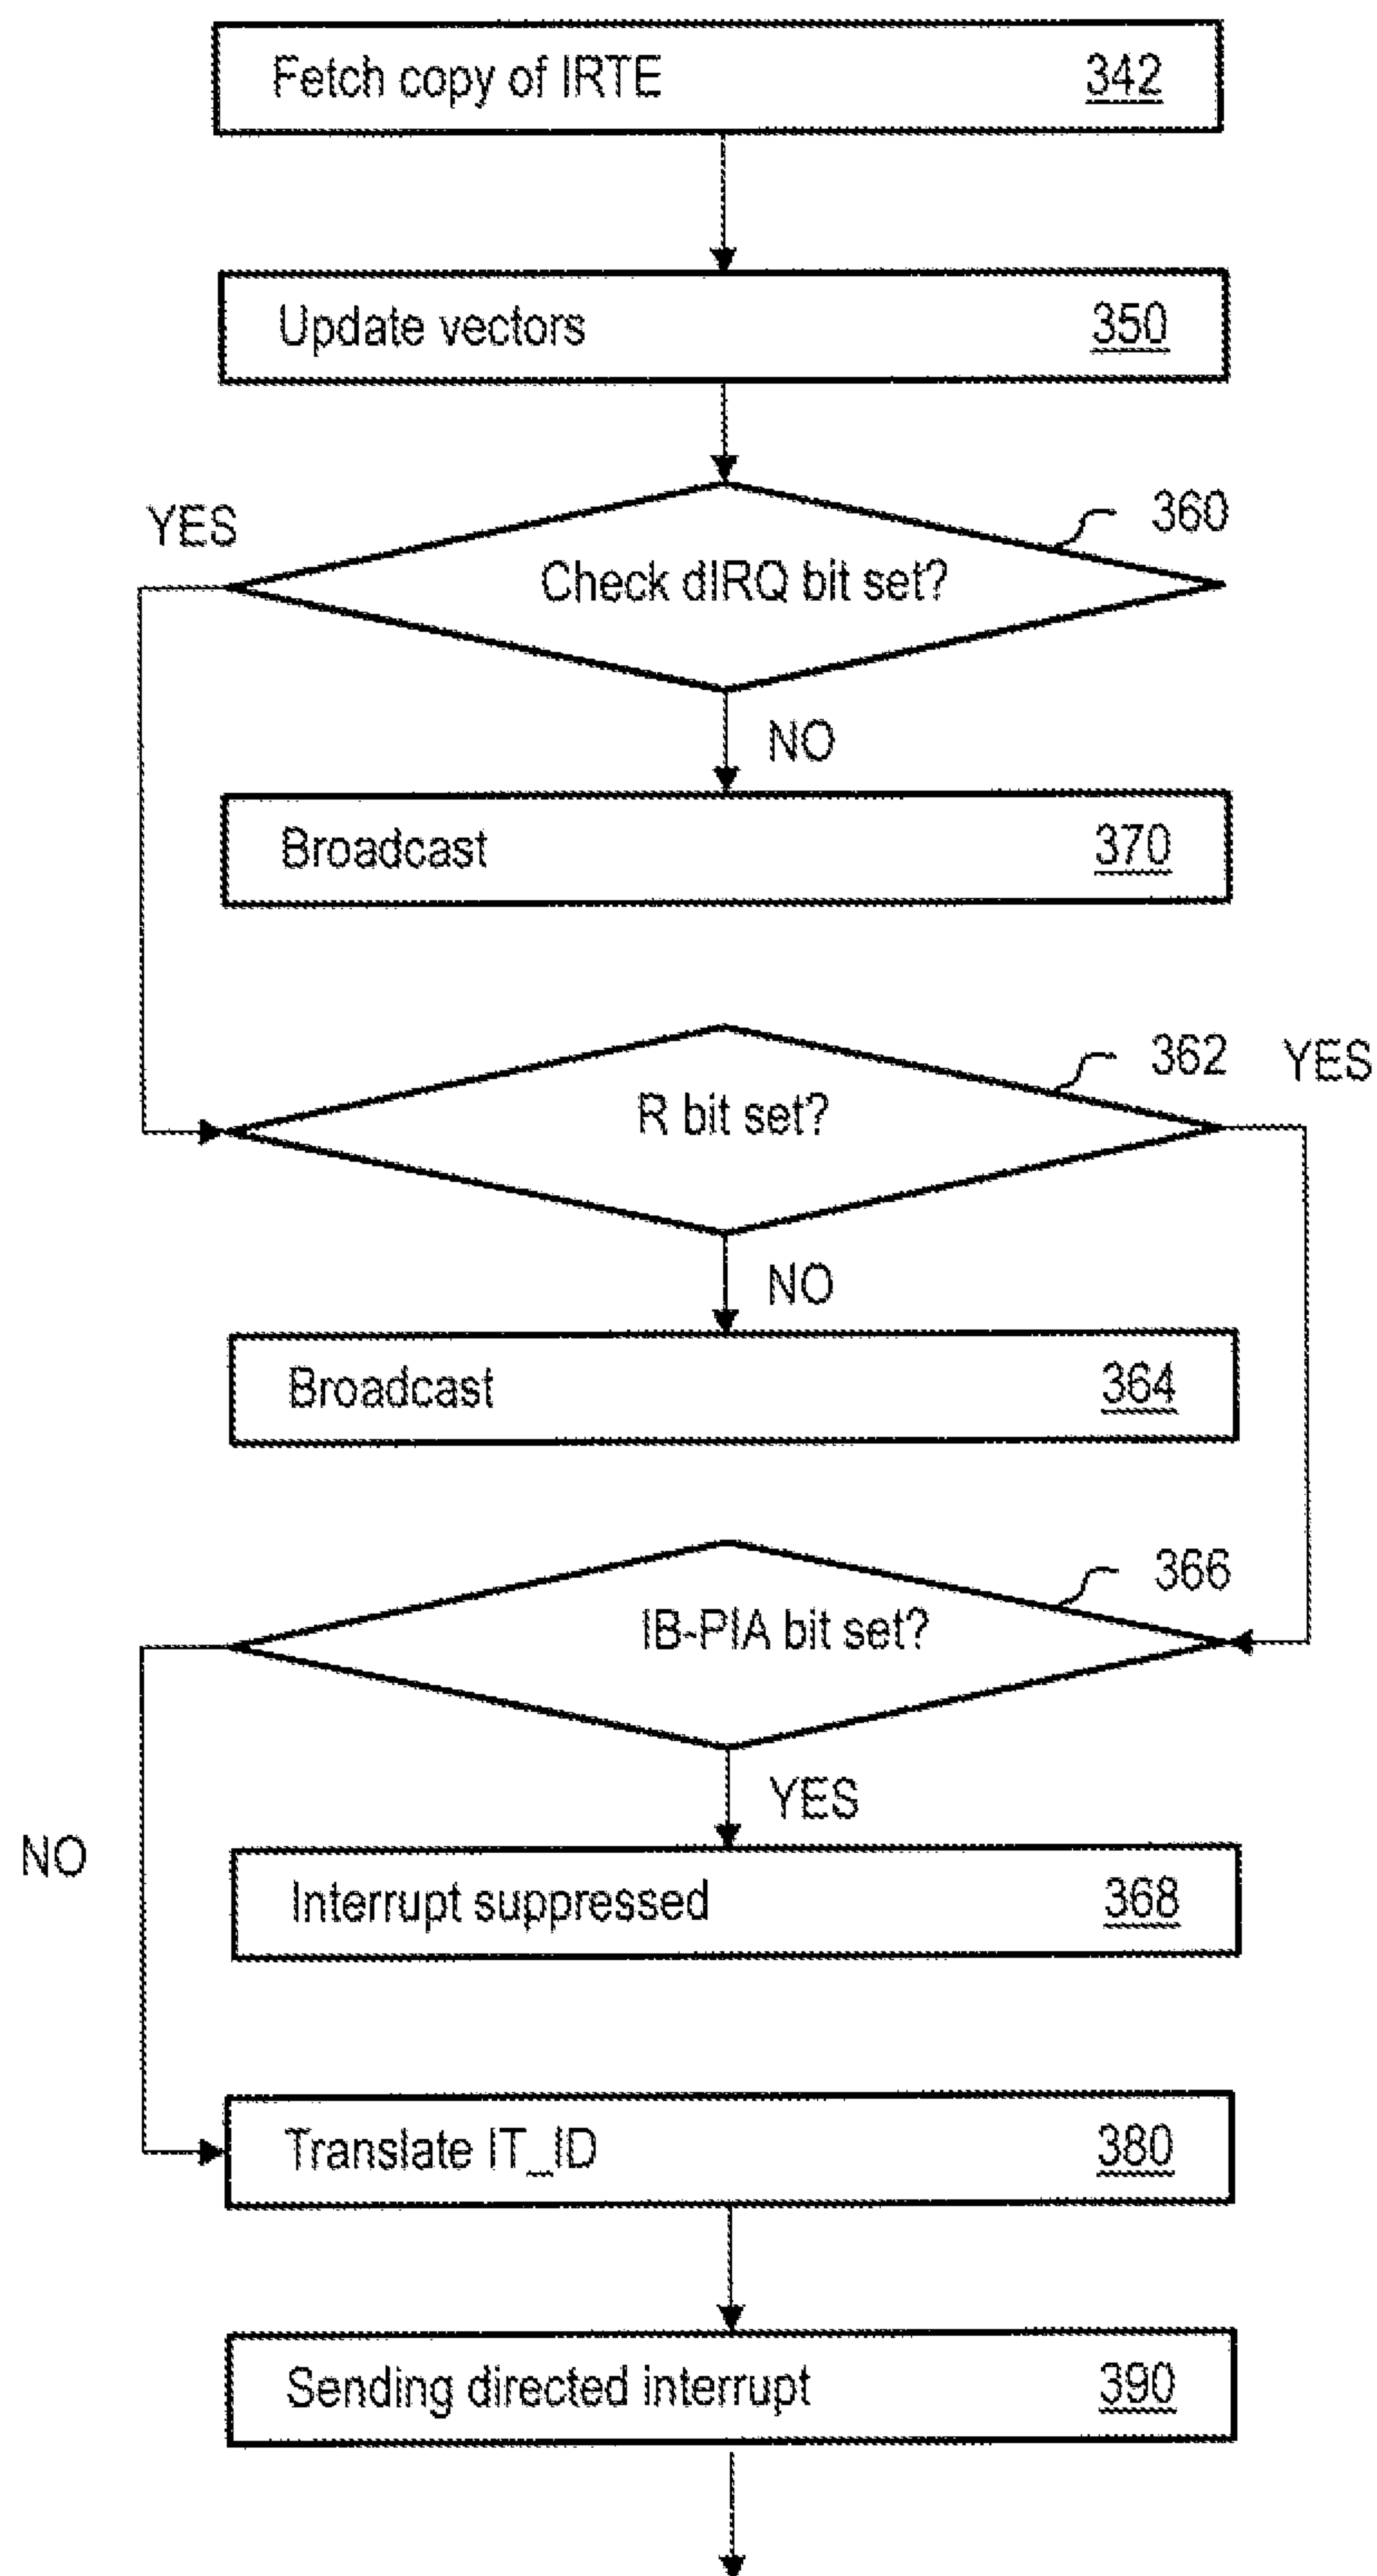 Fetch copy of IRTE 342
Update vectors 350
YES
360
Check dIRQ bit set?
NO
Broadcast 370
362
YES
R bit set?
NO
Broadcast 364
366
IB-PIA bit set?
YES
NO
Interrupt suppressed 368
Translate IT_ID 380
Sending directed interrupt 390